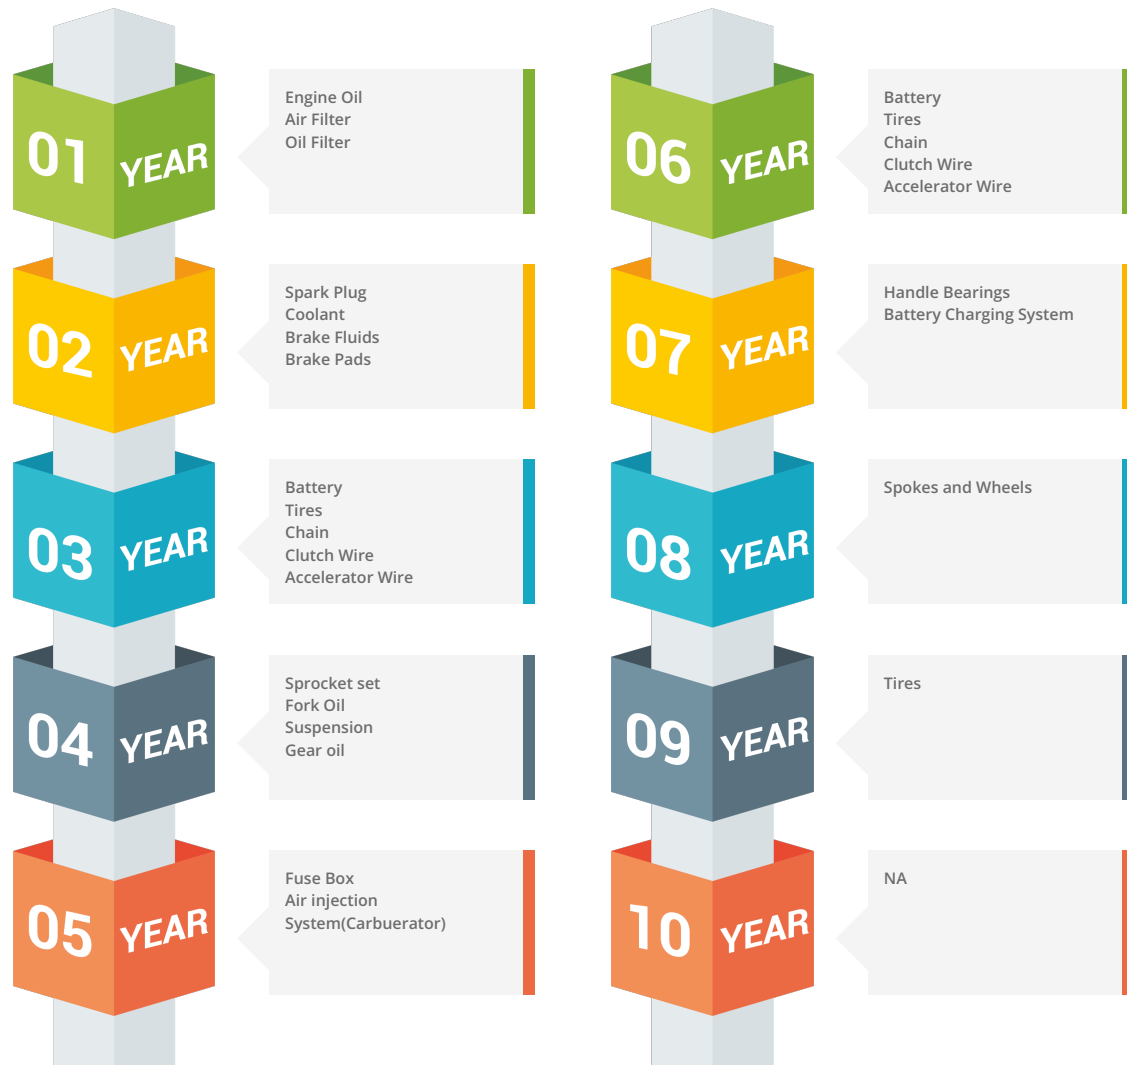 01 YEAR
Engine Oil
Air Filter
Oil Filter
02 YEAR
Spark Plug
Coolant
Brake Fluids
Brake Pads
03 YEAR
Battery
Tires
Chain
Clutch Wire
Accelerator Wire
04 YEAR
Sprocket set
Fork Oil
Suspension
Gear oil
05 YEAR
Fuse Box
Air injection
System(Carbuerator)
06 YEAR
Battery
Tires
Chain
Clutch Wire
Accelerator Wire
07 YEAR
Handle Bearings
Battery Charging System
08 YEAR
Spokes and Wheels
09 YEAR
Tires
10 YEAR
NA